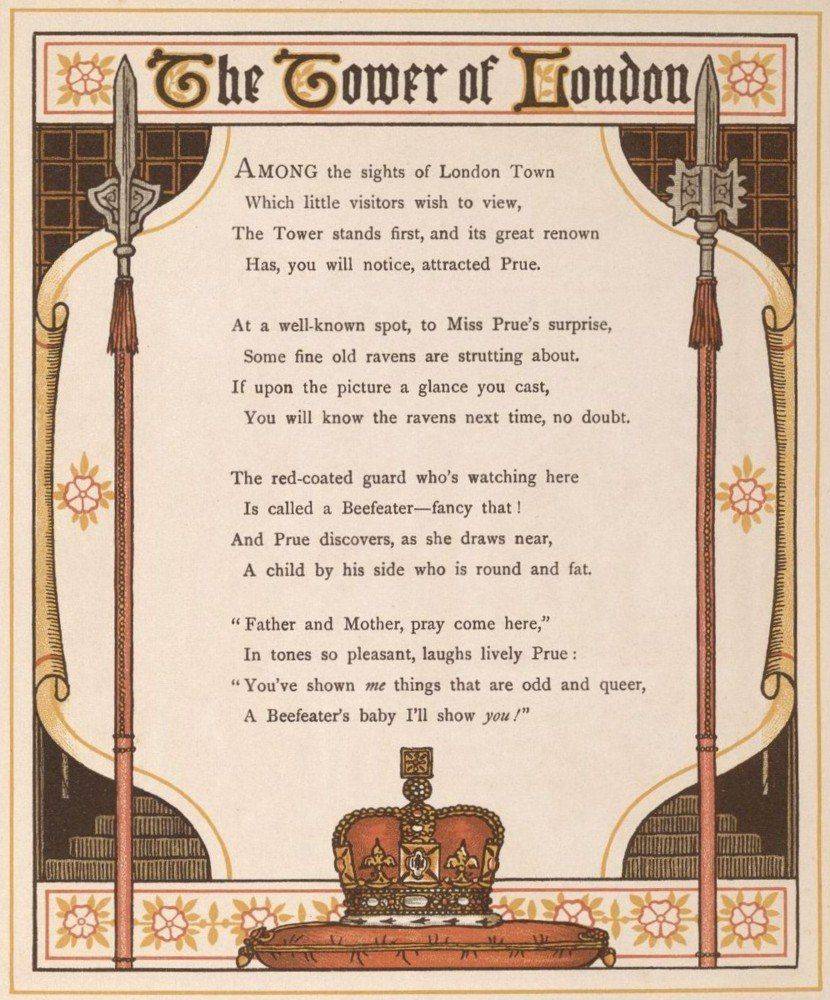 The Tower of London
AMONG the sights of London Town
Which little visitors wish to view,
The Tower stands first, and its great renown
Has, you will notice, attracted Prue.
At a well-known spot, to Miss Prue's surprise,
Some fine old ravens are strutting about.
If upon the picture a glance you cast,
You will know the ravens next time, no doubt.
The red-coated guard who's watching here
Is called a Beefeater—fancy that!
And Prue discovers, as she draws near,
A child by his side who is round and fat.
"Father and Mother, pray come here,"
In tones so pleasant, laughs lively Prue:
"You've shown me things that are odd and queer,
A Beefeater's baby I'll show you!"